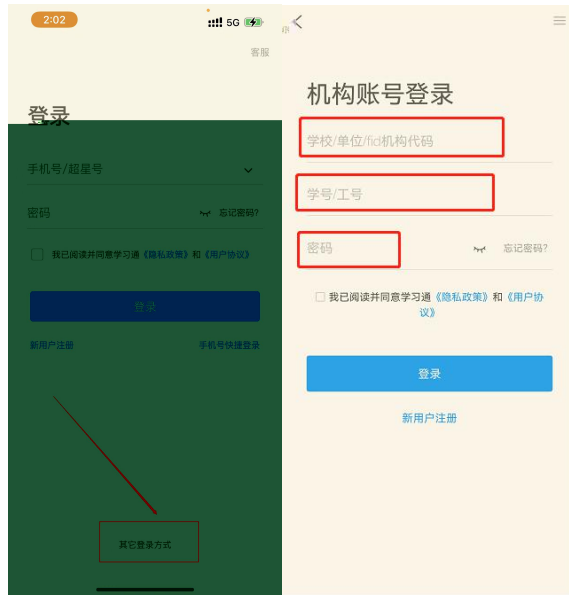 2:02
5G
客服
登录
手机号/超星号
密码
忘记密码?
我已阅读并同意学习通《隐私政策》和《用户协议》
登录
新用户注册
手机号快捷登录
其它登录方式
机构账号登录
学校/单位/fid机构代码
学号/工号
密码
忘记密码?
我已阅读并同意学习通《隐私政策》和《用户协
议》
登录
新用户注册